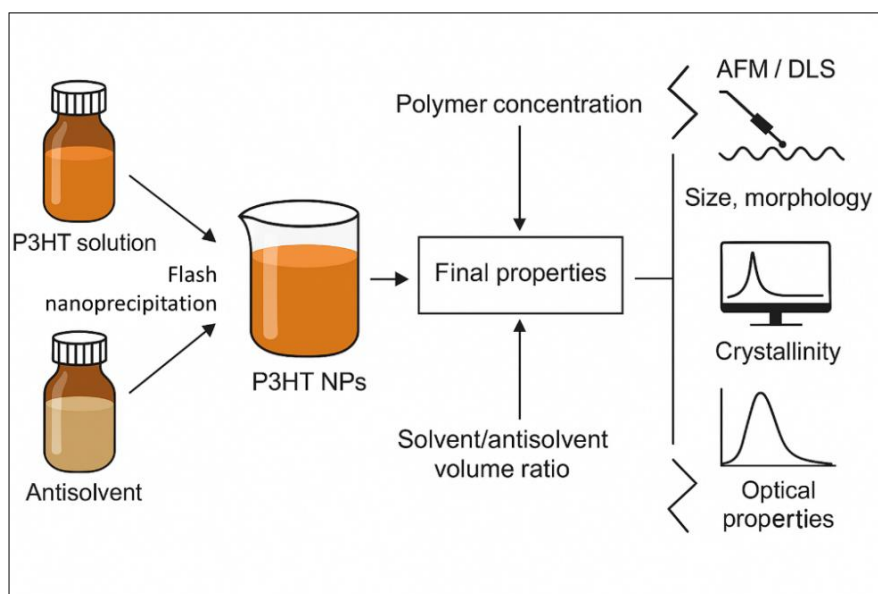 P3HT solution
Flash
nanoprecipitation
Antisolvent
P3HT NPs
Polymer concentration
Final properties
Solvent/antisolvent
volume ratio
AFM / DLS
Size, morphology
Crystallinity
Optical
properties